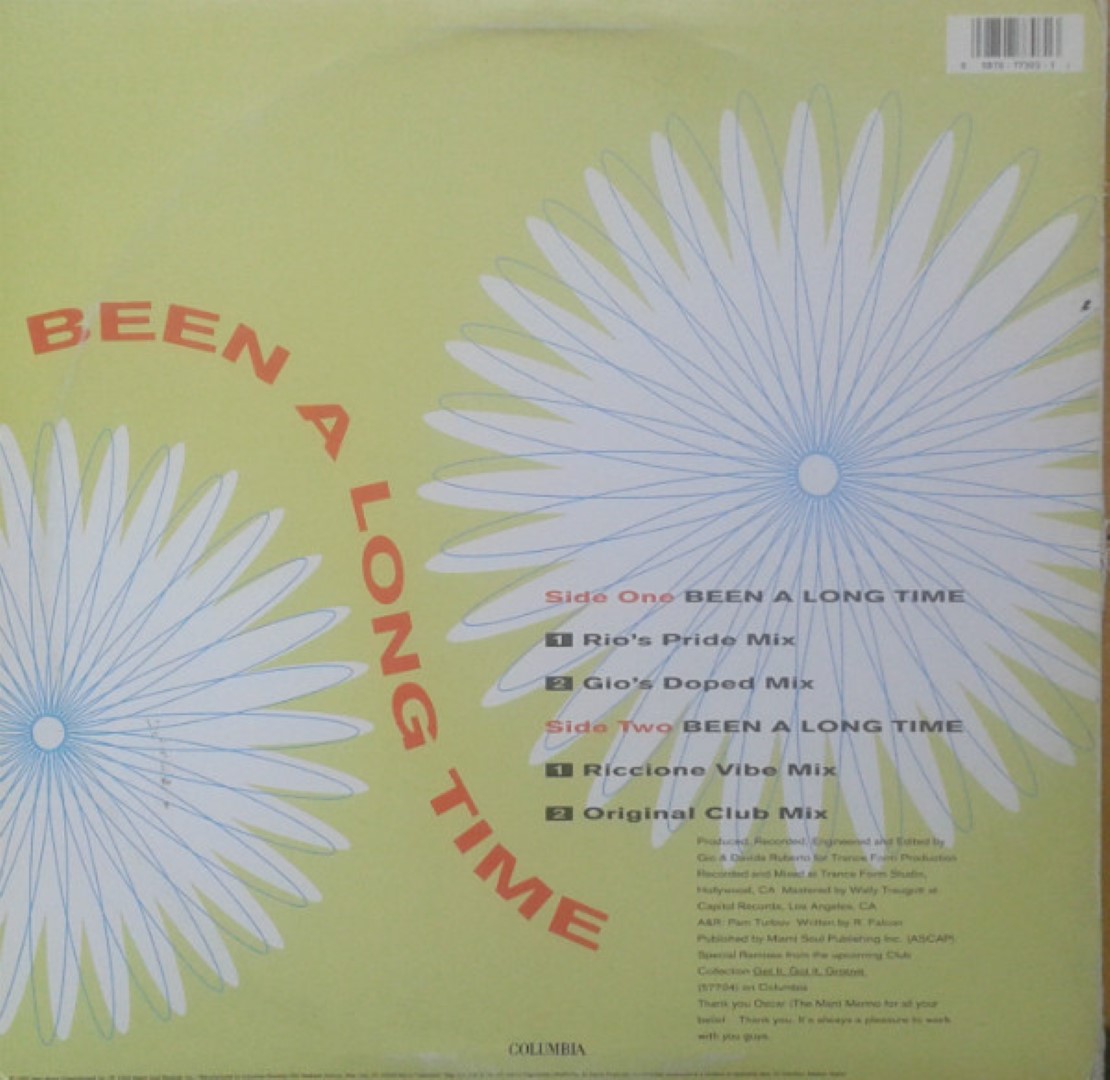 BEEN A LONG TIME
Side One BEEN A LONG TIME
1 Rio's Pride Mix
2 Gio's Doped Mix
Side Two BEEN A LONG TIME
1 Riccione Vibe Mix
2 Original Club Mix
Produced, Recorded, Engineered and Edited by
Gio & Davide Ruberto for Trance Form Production
Recorded and Mixed at Trance Form Studio,
Hollywood, CA Mastered by Wally Traugott at
Capitol Records, Los Angeles, CA
A&R: Pam Turbov Written by R. Falcon
Published by Miami Soul Publishing Inc. (ASCAP)
Special Remixes from the upcoming Club
Collection Get It, Got It, Groove
(57704) on Columbia
Thank you Oscar (The Man) Merino for all your
belief. Thank you. It's always a pleasure to work
with you guys.
COLUMBIA